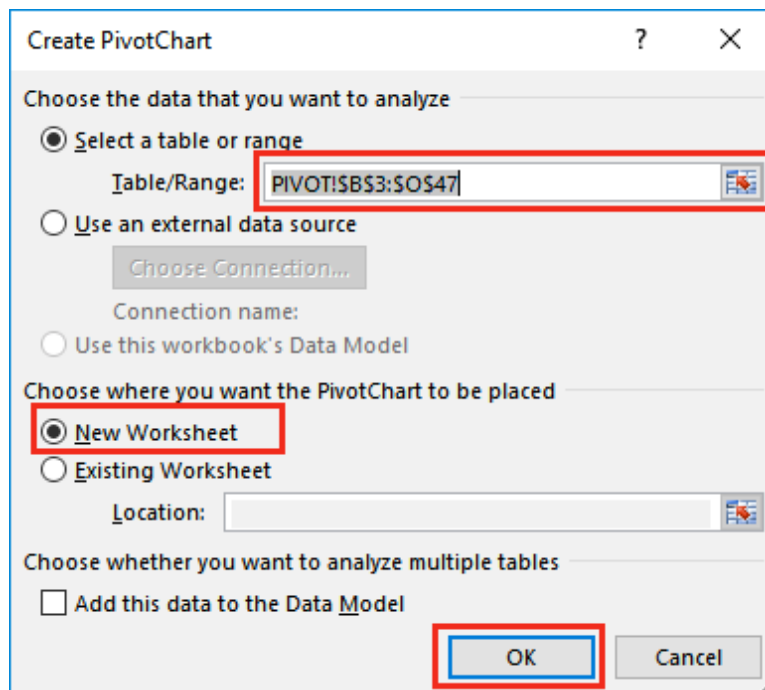 Create PivotChart ?
Choose the data that you want to analyze
Select a table or range
Table/Range: PIVOT!$B$3:$O$47
Use an external data source
Choose Connection...
Connection name:
Use this workbook's Data Model
Choose where you want the PivotChart to be placed
New Worksheet
Existing Worksheet
Location:
Choose whether you want to analyze multiple tables
Add this data to the Data Model
OK Cancel